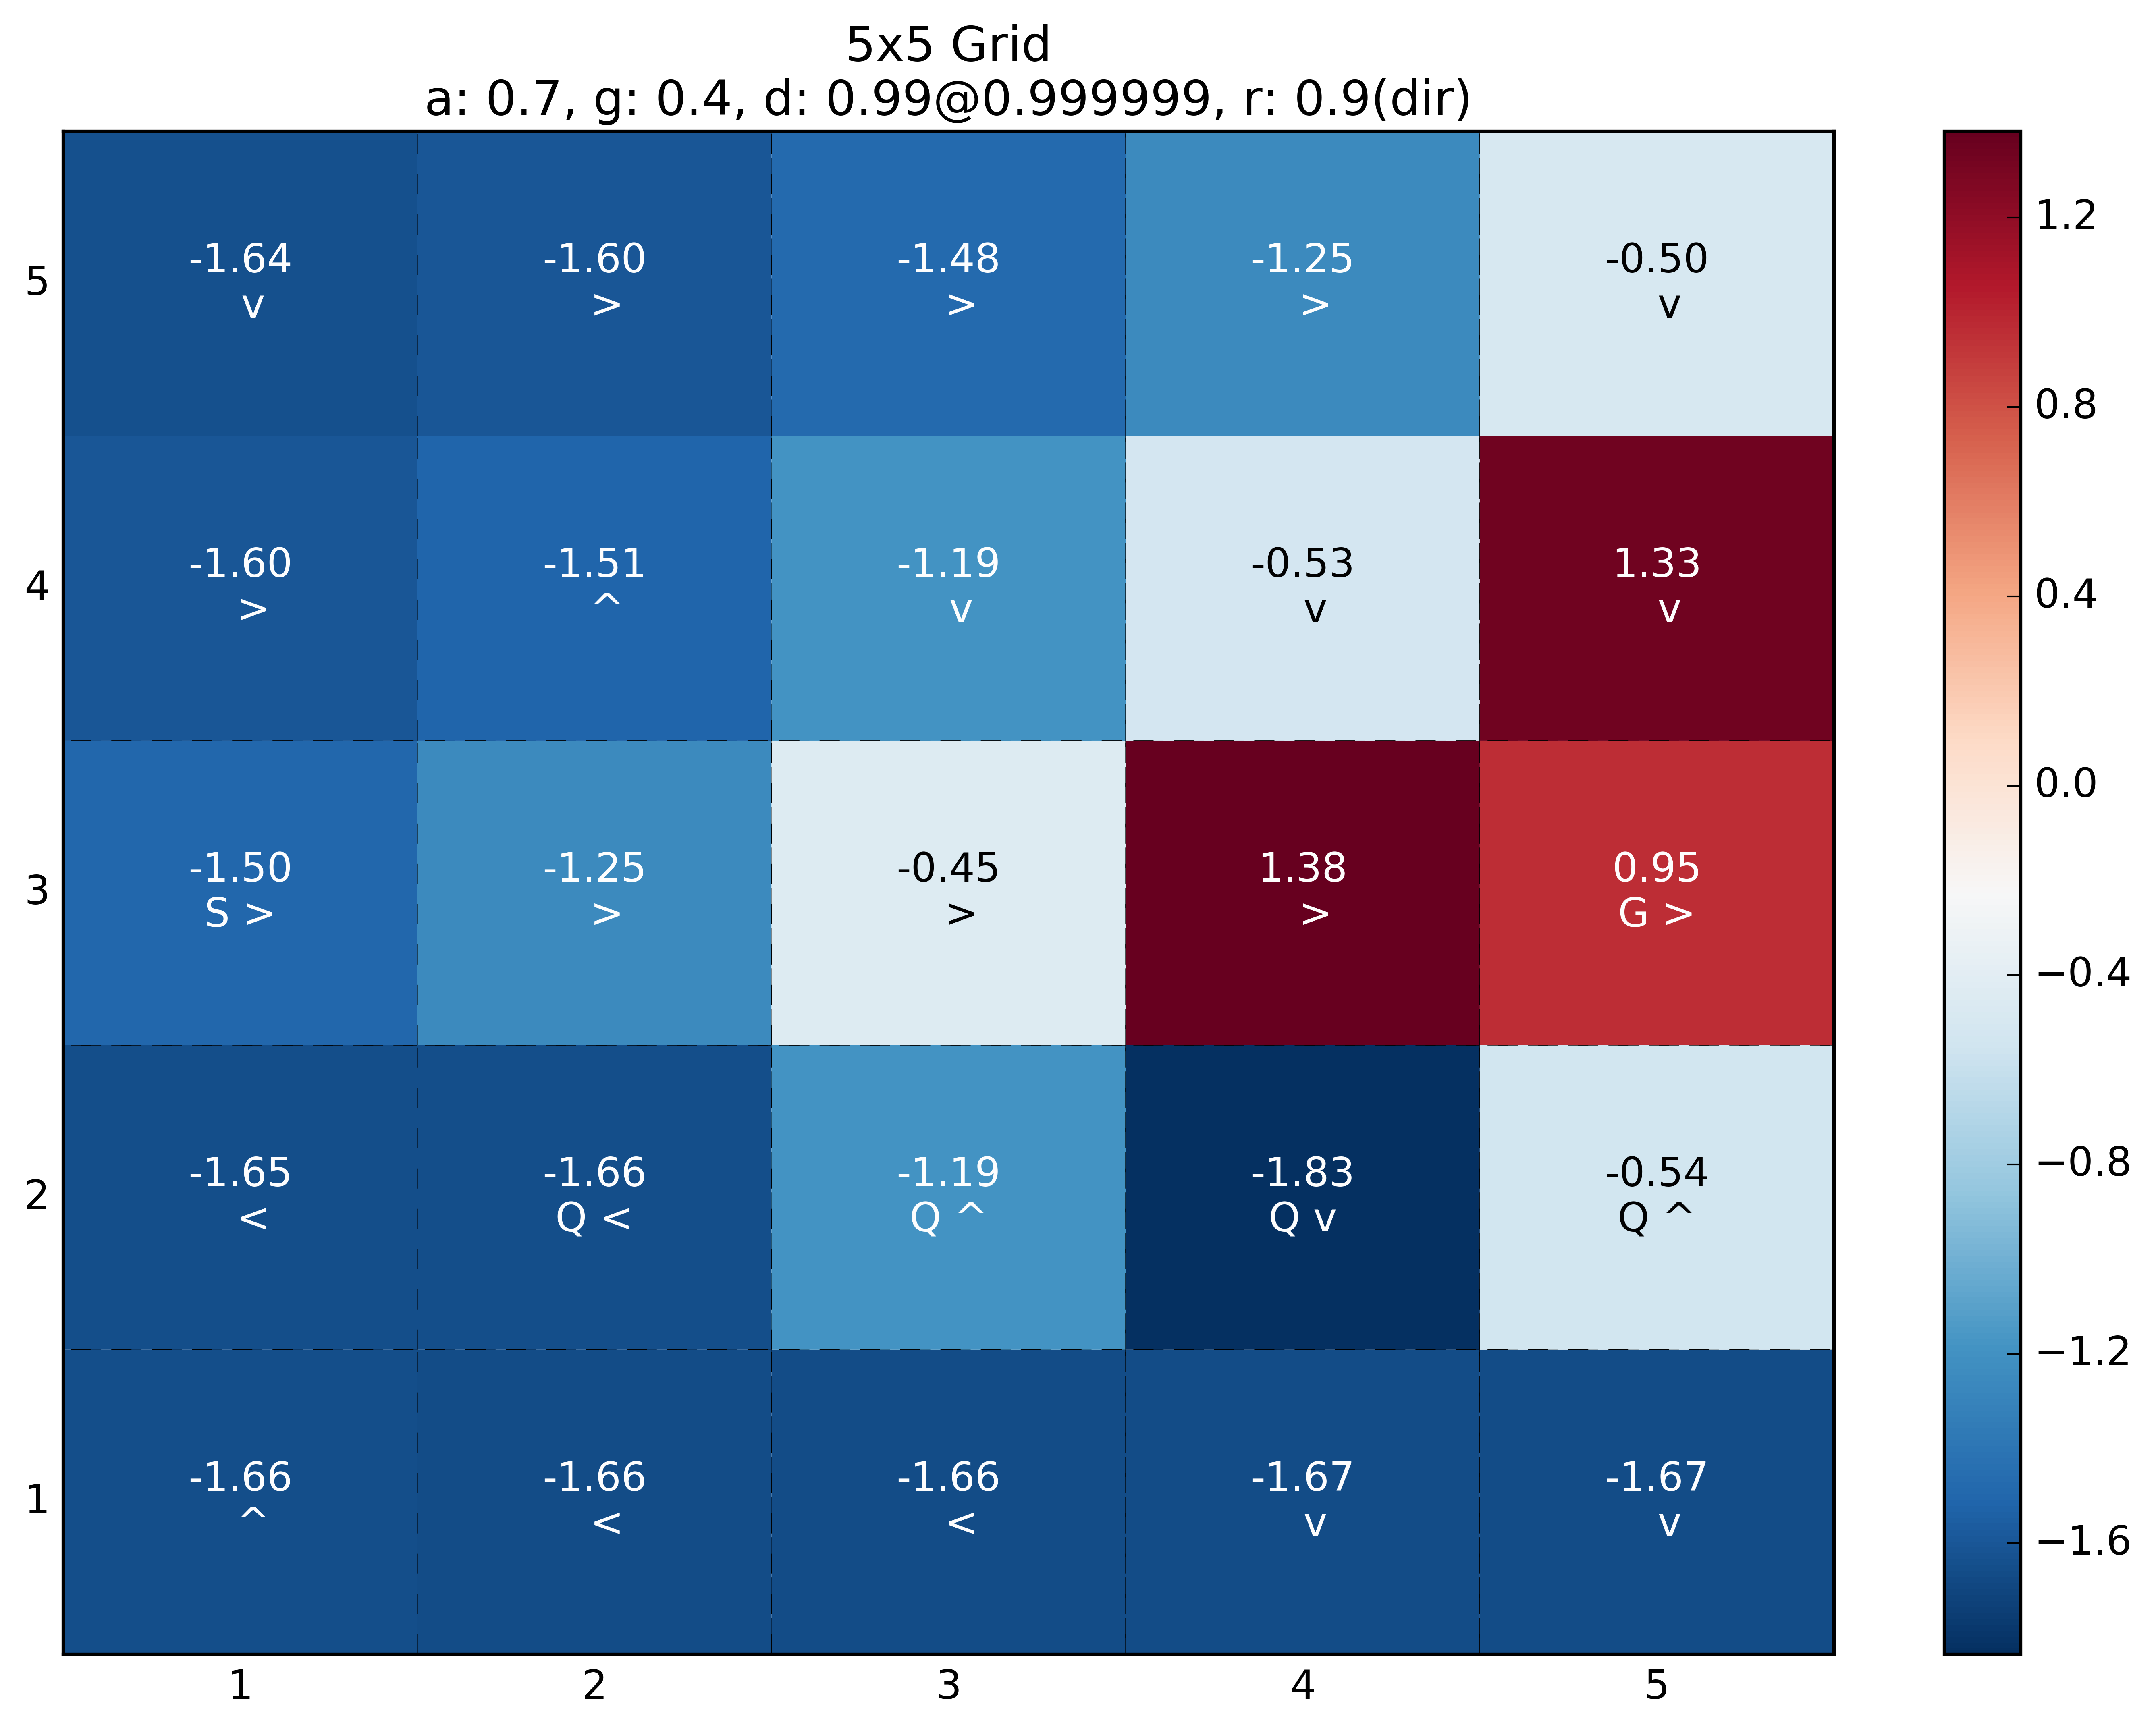 5x5 Grid
a: 0.7, g: 0.4, d: 0.99@0.999999, r: 0.9(dir)
5
-1.64 -1.60 -1.48 -1.25 -0.50
v > > > v
4
-1.60 -1.51 -1.19 -0.53 1.33
> ^ v v v
3
-1.50 -1.25 -0.45 1.38 0.95
S > > > > G >
2
-1.65 -1.66 -1.19 -1.83 -0.54
< Q < Q ^ Q v Q ^
1
-1.66 -1.66 -1.66 -1.67 -1.67
^ < < v v
1 2 3 4 5
1.2
0.8
0.4
0.0
−0.4
−0.8
−1.2
−1.6